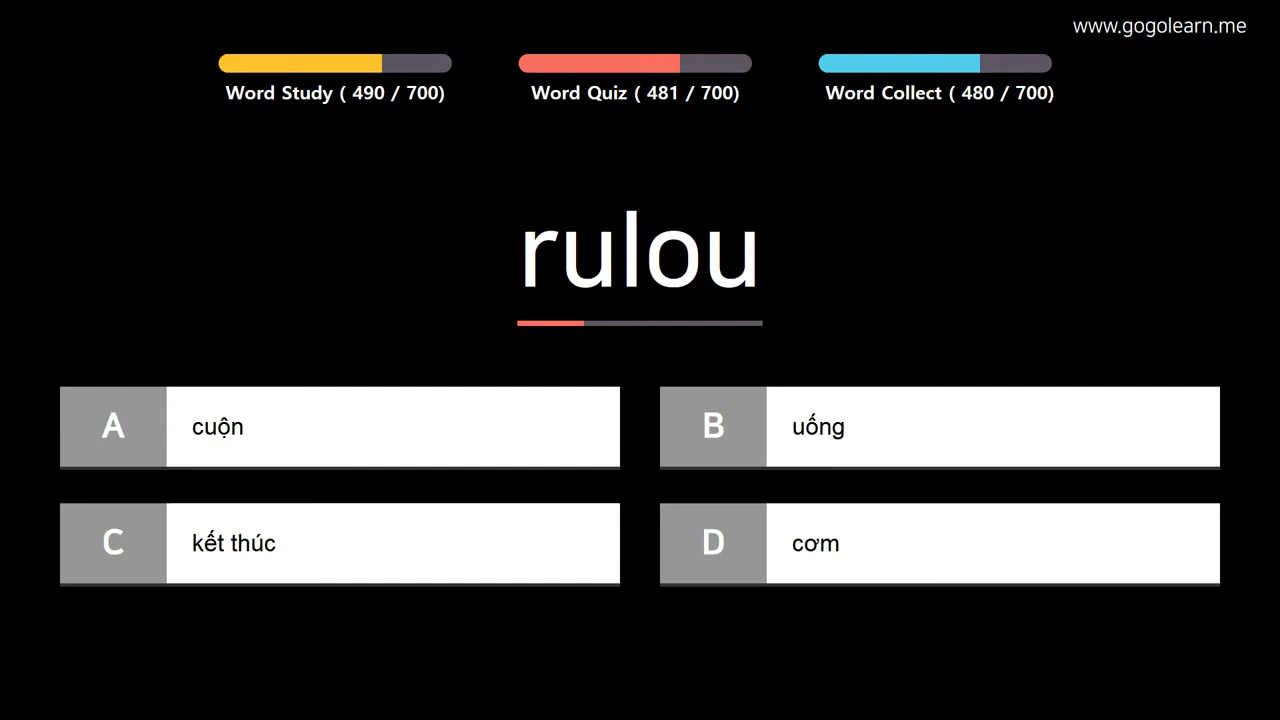 www.gogolearn.me
Word Study ( 490 / 700)
Word Quiz ( 481 / 700)
Word Collect ( 480 / 700)
rulou
A cuộn
B uống
C kết thúc
D cơm